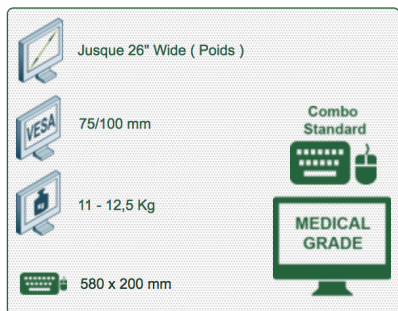 Jusque 26" Wide ( Poids )
VESA
75/100 mm
Combo
Standard
KG
11 - 12,5 Kg
MEDICAL
GRADE
580 x 200 mm